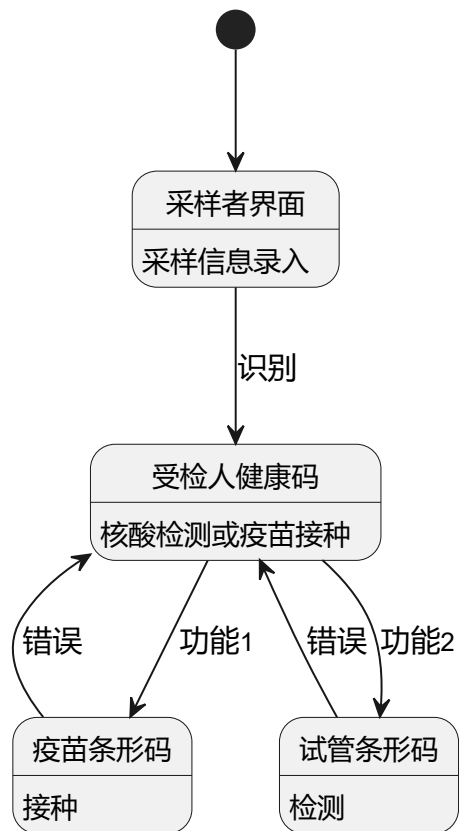 采样者界面
采样信息录入
识别
受检人健康码
核酸检测或疫苗接种
错误
功能1
错误
功能2
疫苗条形码
接种
试管条形码
检测